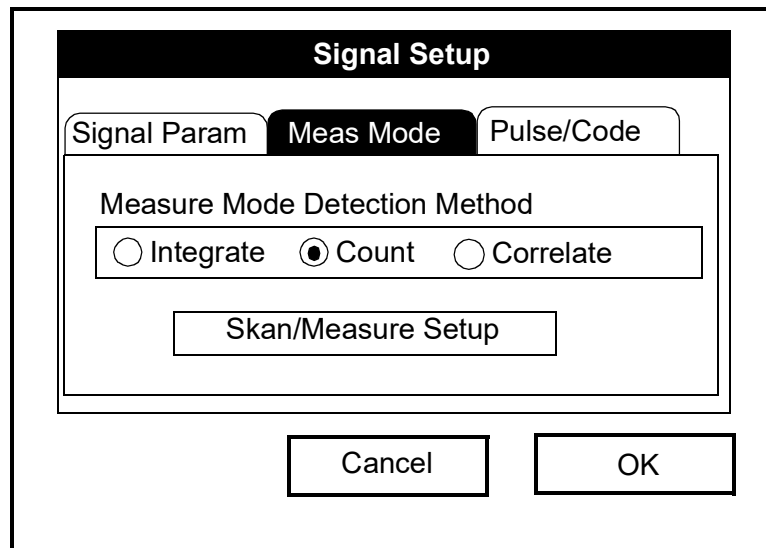 Signal Setup
Signal Param Meas Mode Pulse/Code
Measure Mode Detection Method
Integrate Count Correlate
Skan/Measure Setup
Cancel OK